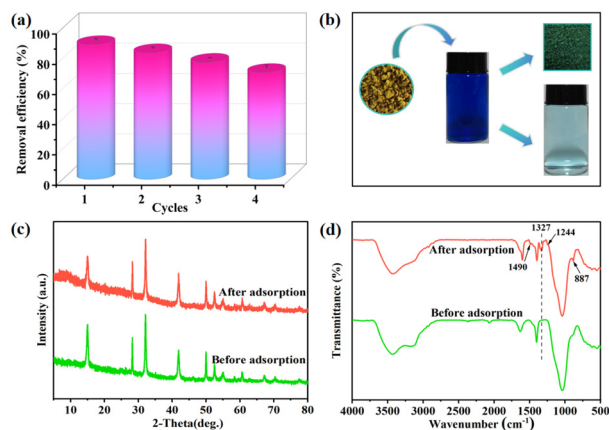 (a)
100
80
60
40
20
0
Removal efficiency (%)
1 2 3 4
Cycles
(b)
(c)
After adsorption
Before adsorption
Intensity (a.u.)
10 20 30 40 50 60 70 80
2-Theta(deg.)
(d)
1327
1244
After adsorption
1490
887
Before adsorption
Transmittance (%)
4000 3500 3000 2500 2000 1500 1000 500
Wavenumber (cm⁻¹)